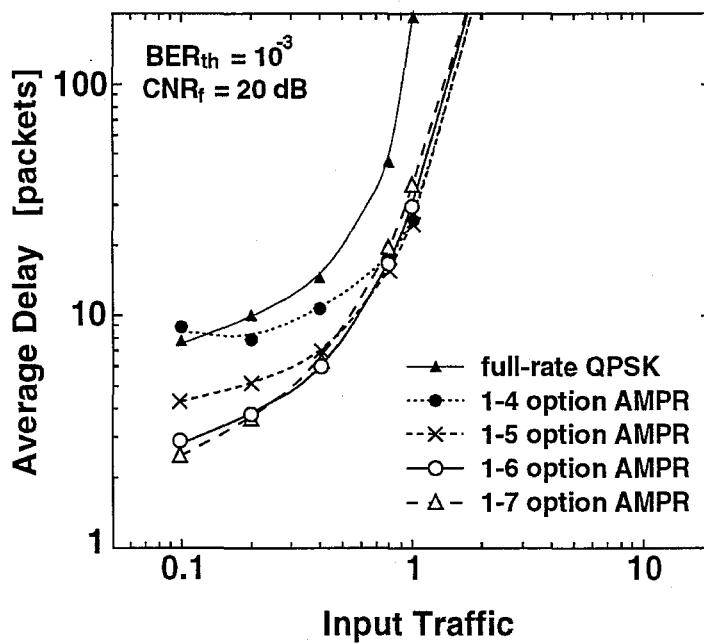 BERth = 10-3
CNRf = 20 dB
100
10
1
Average Delay [packets]
full-rate QPSK
1-4 option AMPR
1-5 option AMPR
1-6 option AMPR
1-7 option AMPR
0.1
1
10
Input Traffic